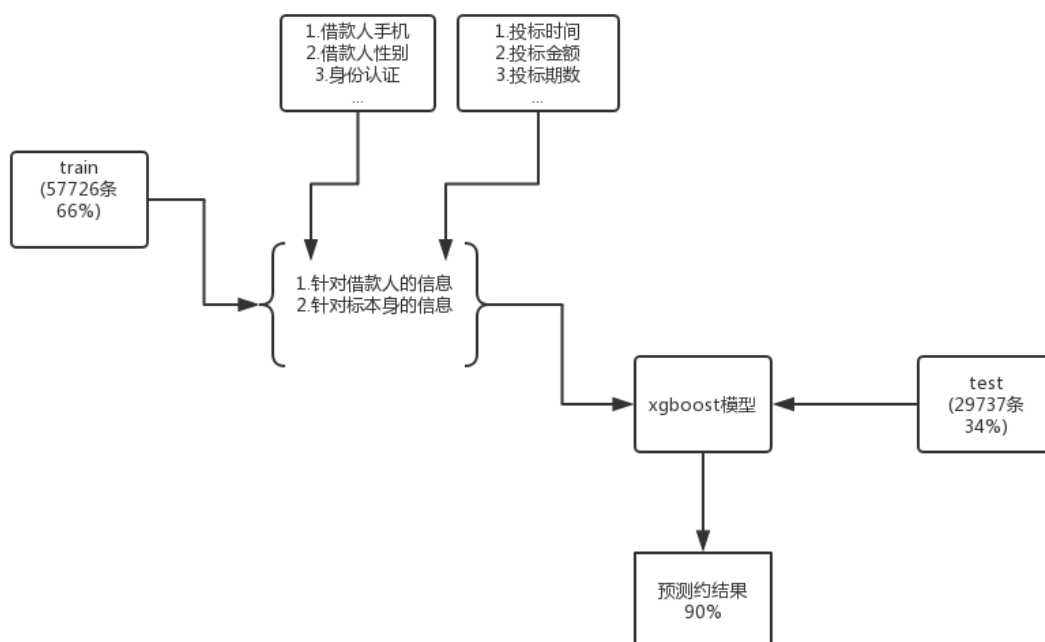 1.借款人手机
2.借款人性别
3.身份认证
...
1.投标时间
2.投标金额
3.投标期数
...
train
(57726条
66%)
1.针对借款人的信息
2.针对标本身的信息
xgboost模型
test
(29737条
34%)
预测约结果
90%